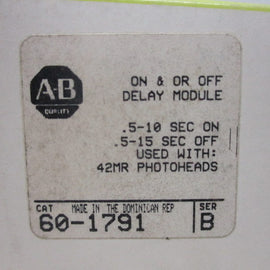 AB
QUALITY
ON & OR OFF
DELAY MODULE
.5-10 SEC ON
.5-15 SEC OFF
USED WITH:
42MR PHOTOHEADS
CAT MADE IN THE DOMINICAN REP SER
60-1791 B